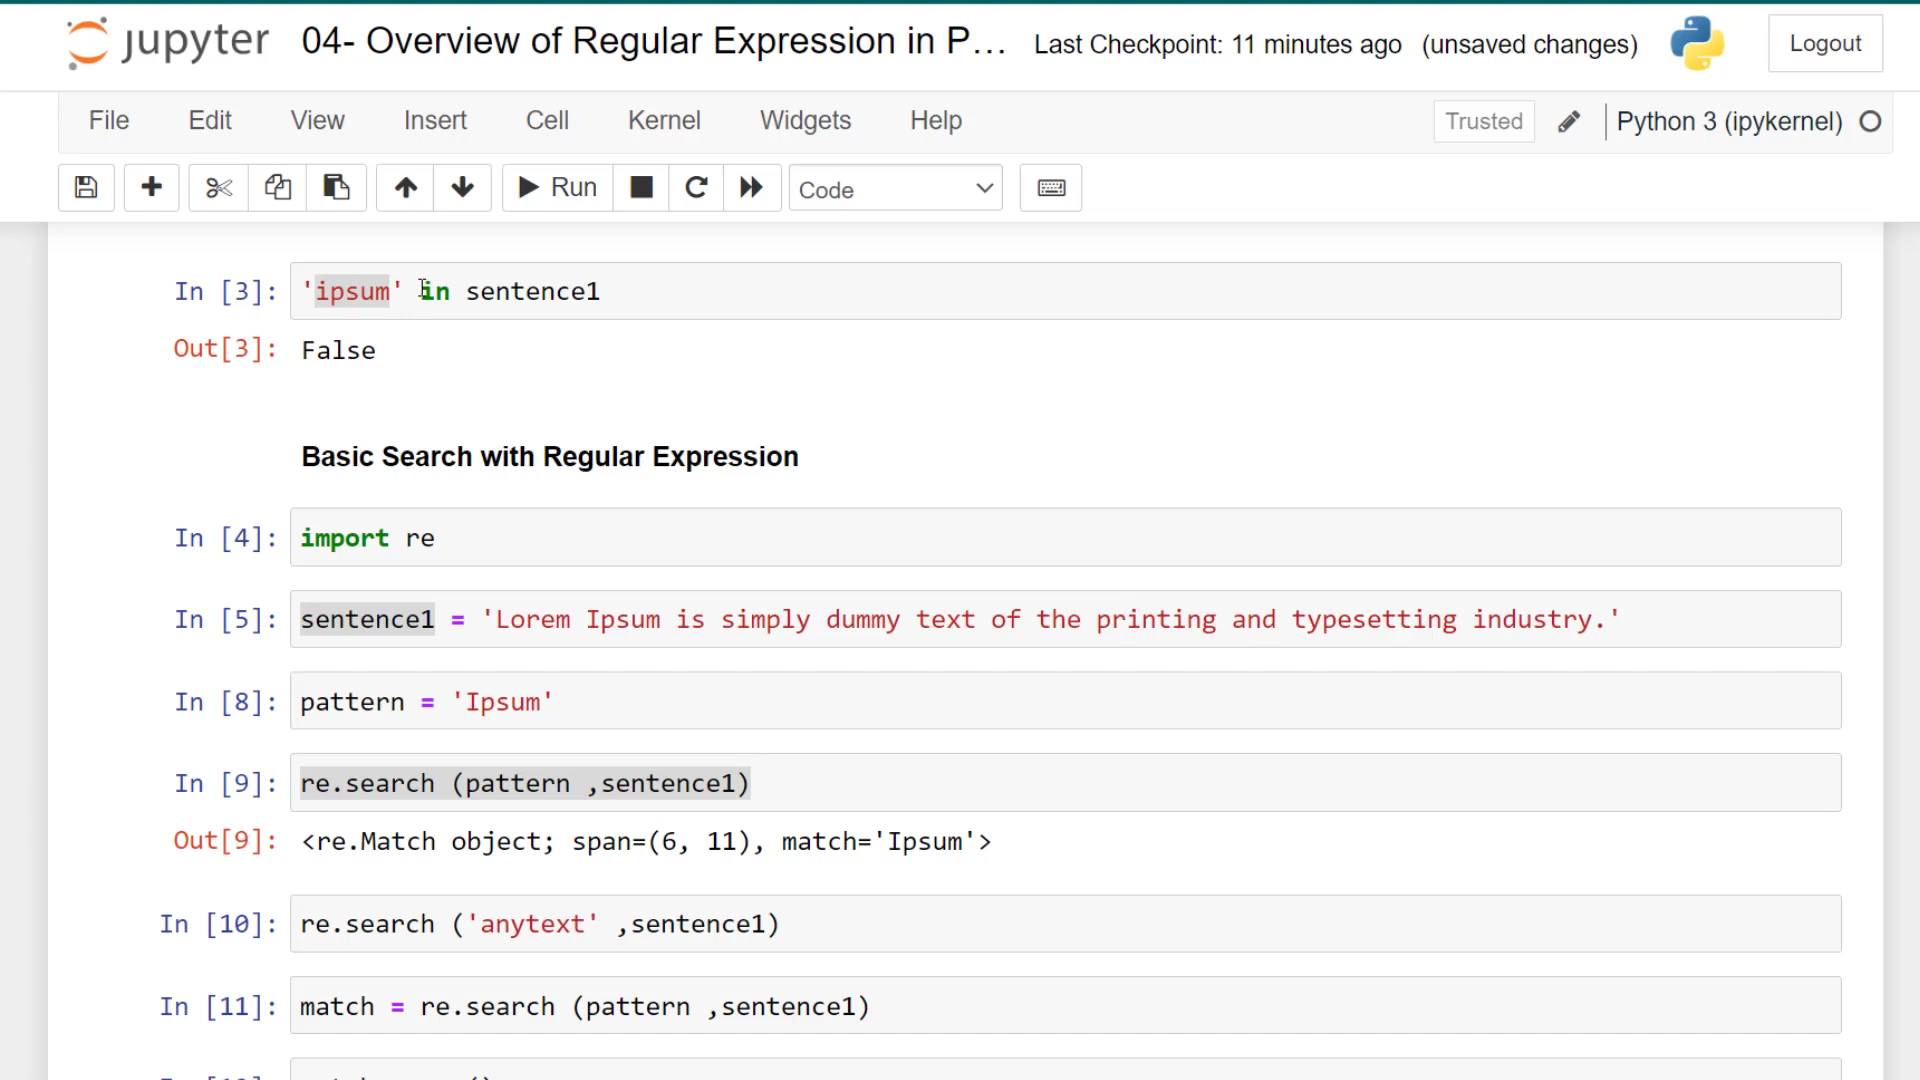 jupyter 04- Overview of Regular Expression in P... Last Checkpoint: 11 minutes ago (unsaved changes) Logout
File Edit View Insert Cell Kernel Widgets Help Trusted Python 3 (ipykernel)
Run Code
In [3]: 'ipsum' in sentence1
Out[3]: False
Basic Search with Regular Expression
In [4]: import re
In [5]: sentence1 = 'Lorem Ipsum is simply dummy text of the printing and typesetting industry.'
In [8]: pattern = 'Ipsum'
In [9]: re.search (pattern ,sentence1)
Out[9]: <re.Match object; span=(6, 11), match='Ipsum'>
In [10]: re.search ('anytext' ,sentence1)
In [11]: match = re.search (pattern ,sentence1)